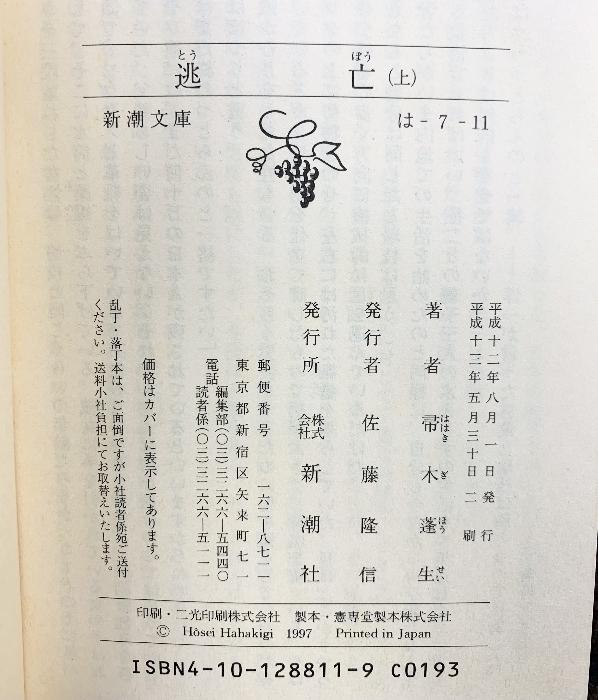 とう ぼう
逃亡（上）
新潮文庫 は-7-11
平成十二年八月一日発行
平成十三年五月三十日二刷
著者 帚木蓬生
ははき ぎ ほう せい
発行者 佐藤隆信
発行所 株式会社 新潮社
郵便番号 一六二―八七一一
東京都新宿区矢来町七一
電話 編集部(〇三)三二六六―五四四〇
読者係(〇三)三二六六―五一一一
価格はカバーに表示してあります。
乱丁・落丁本は、ご面倒ですが小社読者係宛ご送付
ください。送料小社負担にてお取替えいたします。
印刷・二光印刷株式会社 製本・憲専堂製本株式会社
© Hôsei Hahakigi 1997 Printed in Japan
ISBN4-10-128811-9 C0193